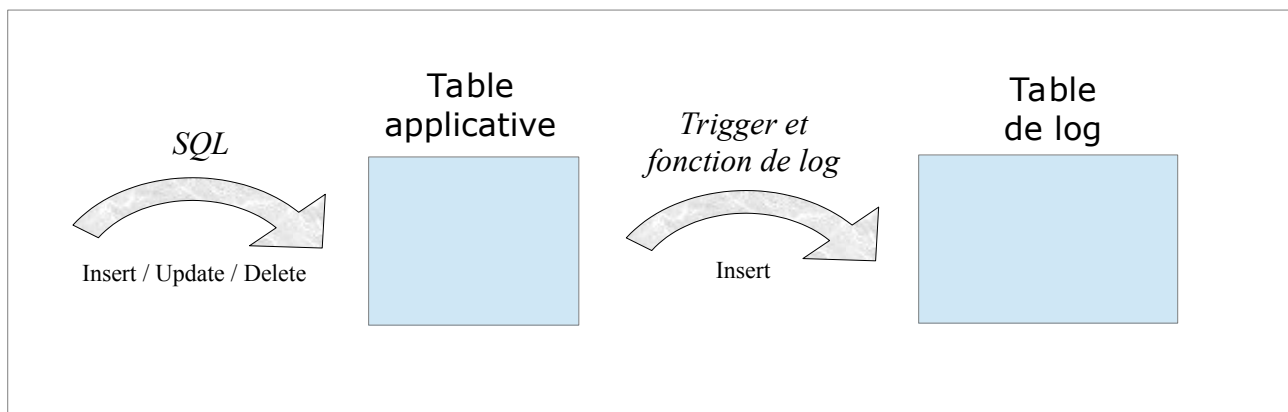 SQL
Insert / Update / Delete
Table
applicative
Trigger et
fonction de log
Insert
Table
de log